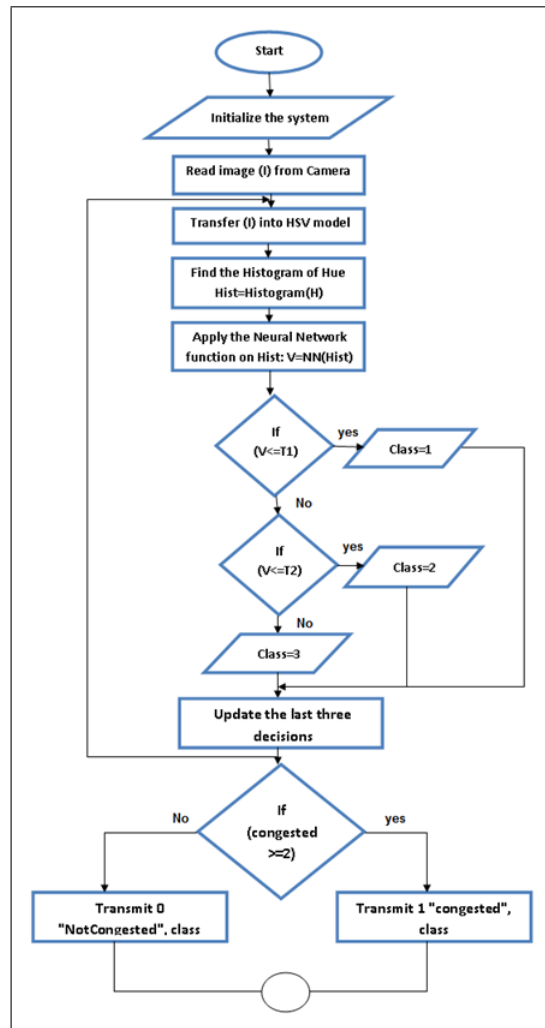 Start
Initialize the system
Read image (I) from Camera
Transfer (I) into HSV model
Find the Histogram of Hue
Hist=Histogram(H)
Apply the Neural Network
function on Hist: V=NN(Hist)
If
(V<=T1)
yes
Class=1
No
If
(V<=T2)
yes
Class=2
No
Class=3
Update the last three
decisions
If
(congested
>=2)
No
yes
Transmit 0
"NotCongested", class
Transmit 1 "congested",
class